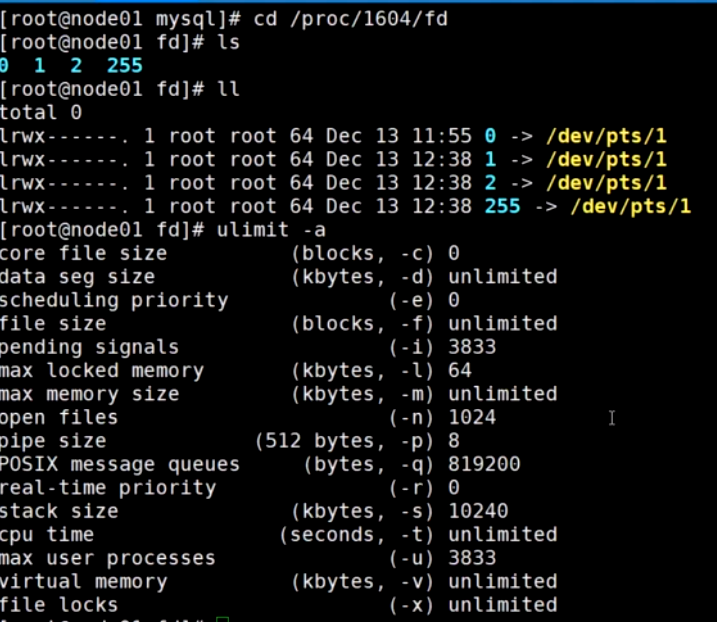 [root@node01 mysql]# cd /proc/1604/fd
[root@node01 fd]# ls
0  1  2  255
[root@node01 fd]# ll
total 0
lrwx------. 1 root root 64 Dec 13 11:55 0 -> /dev/pts/1
lrwx------. 1 root root 64 Dec 13 12:38 1 -> /dev/pts/1
lrwx------. 1 root root 64 Dec 13 12:38 2 -> /dev/pts/1
lrwx------. 1 root root 64 Dec 13 12:38 255 -> /dev/pts/1
[root@node01 fd]# ulimit -a
core file size          (blocks, -c) 0
data seg size           (kbytes, -d) unlimited
scheduling priority             (-e) 0
file size               (blocks, -f) unlimited
pending signals                 (-i) 3833
max locked memory       (kbytes, -l) 64
max memory size         (kbytes, -m) unlimited
open files                      (-n) 1024
pipe size            (512 bytes, -p) 8
POSIX message queues     (bytes, -q) 819200
real-time priority              (-r) 0
stack size              (kbytes, -s) 10240
cpu time               (seconds, -t) unlimited
max user processes              (-u) 3833
virtual memory          (kbytes, -v) unlimited
file locks                      (-x) unlimited